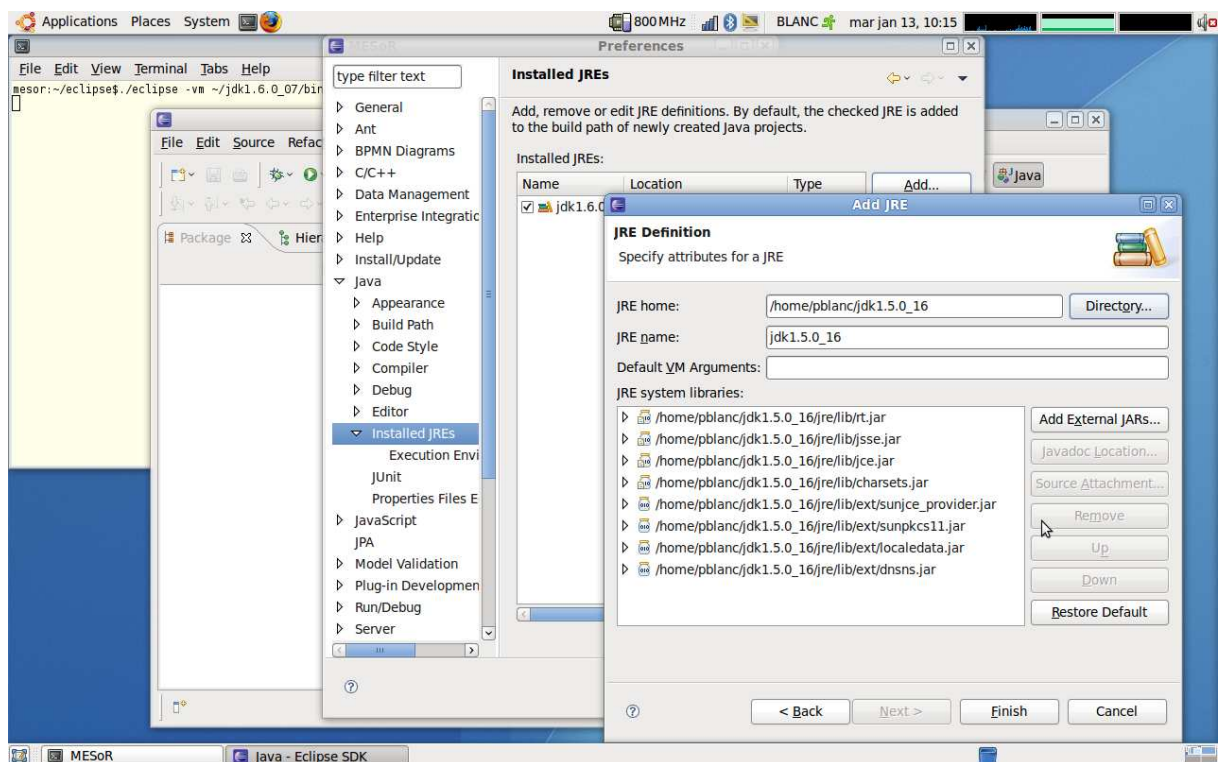 Applications Places System 800 MHz BLANC mar jan 13, 10:15
File Edit View Terminal Tabs Help
mesor:~/eclipse$./eclipse -vm ~/jdk1.6.0_07/bin
File Edit Source Refac
Package Hier
Java
Preferences
type filter text
General
Ant
BPMN Diagrams
C/C++
Data Management
Enterprise Integratic
Help
Install/Update
Java
Appearance
Build Path
Code Style
Compiler
Debug
Editor
Installed JREs
Execution Envi
JUnit
Properties Files E
JavaScript
JPA
Model Validation
Plug-in Developmen
Run/Debug
Server
Installed JREs
Add, remove or edit JRE definitions. By default, the checked JRE is added
to the build path of newly created Java projects.
Installed JREs:
Name Location Type Add...
jdk1.6.0
Add JRE
JRE Definition
Specify attributes for a JRE
JRE home: /home/pblanc/jdk1.5.0_16 Directory...
JRE name: jdk1.5.0_16
Default VM Arguments:
JRE system libraries:
/home/pblanc/jdk1.5.0_16/jre/lib/rt.jar
/home/pblanc/jdk1.5.0_16/jre/lib/jsse.jar
/home/pblanc/jdk1.5.0_16/jre/lib/jce.jar
/home/pblanc/jdk1.5.0_16/jre/lib/charsets.jar
/home/pblanc/jdk1.5.0_16/jre/lib/ext/sunjce_provider.jar
/home/pblanc/jdk1.5.0_16/jre/lib/ext/sunpkcs11.jar
/home/pblanc/jdk1.5.0_16/jre/lib/ext/localedata.jar
/home/pblanc/jdk1.5.0_16/jre/lib/ext/dnsns.jar
Add External JARs...
Javadoc Location...
Source Attachment...
Remove
Up
Down
Restore Default
< Back Next > Finish Cancel
MESoR Java - Eclipse SDK